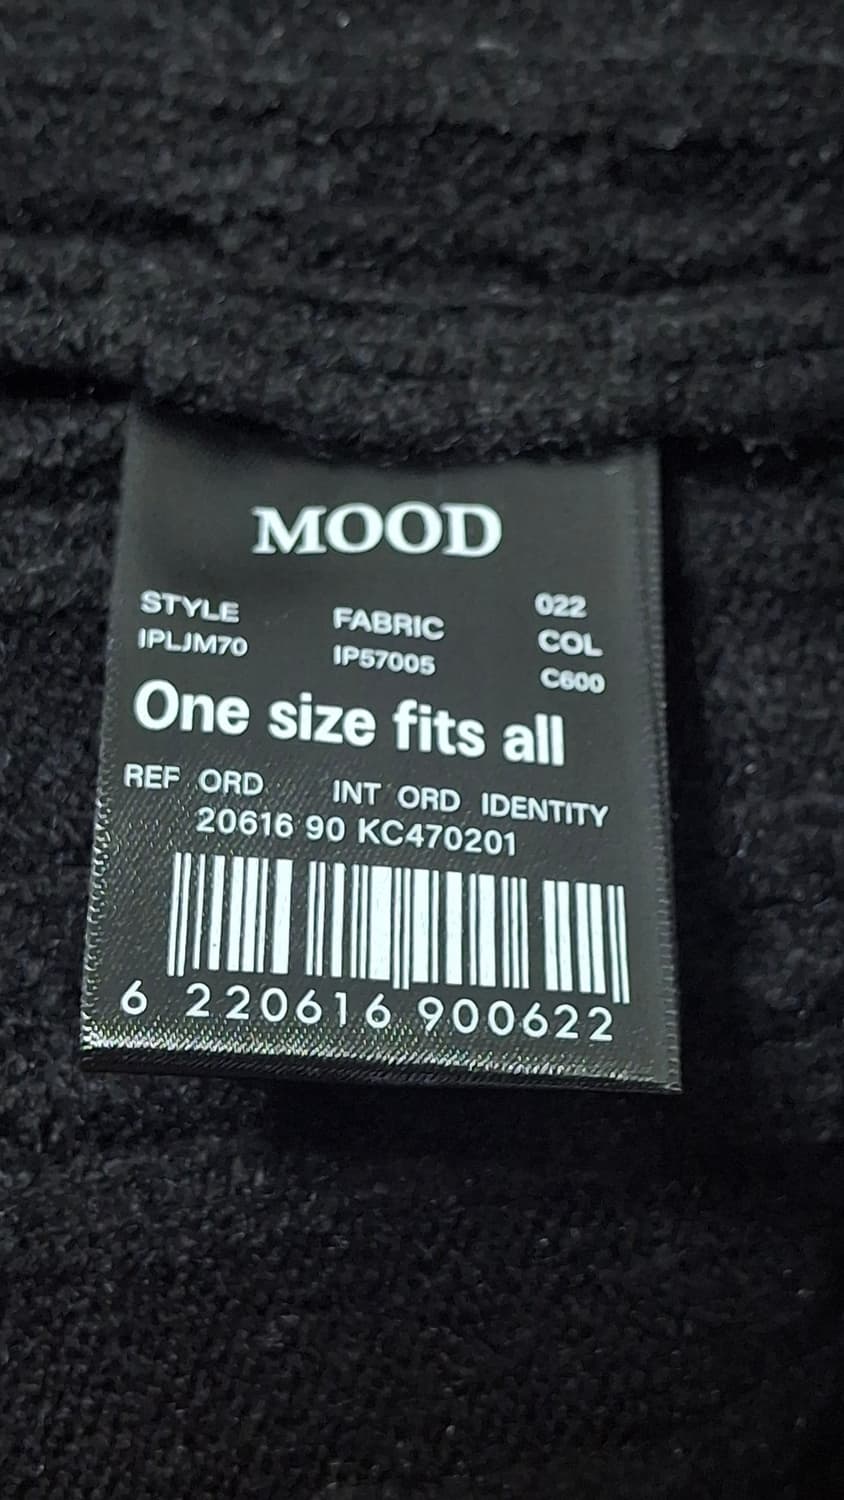 MOOD
STYLE FABRIC 022
IPLJM70 IP57005 COL
C600
One size fits all
REF ORD INT ORD IDENTITY
20616 90 KC470201
6 220616 900622